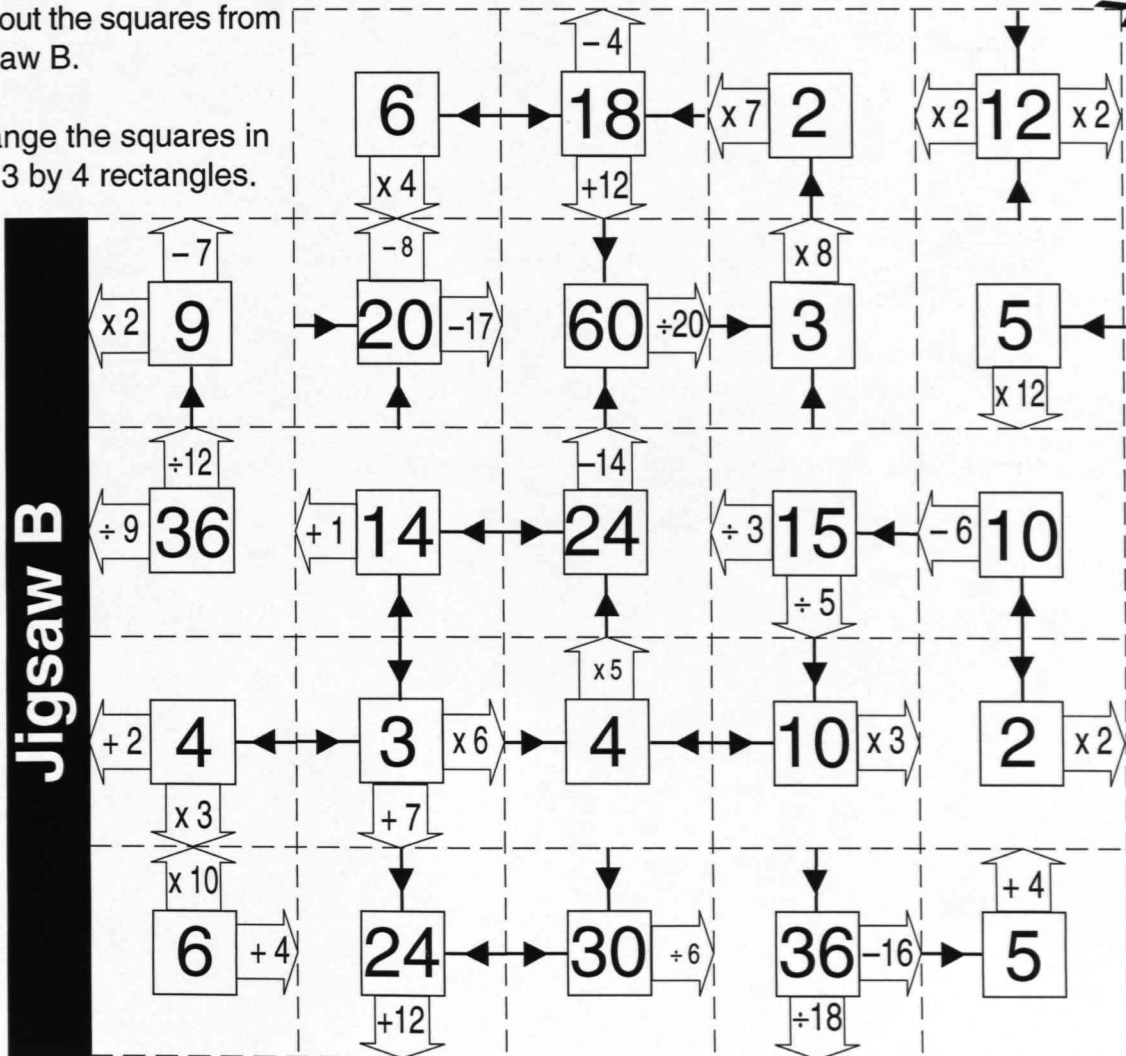 out the squares from
aw B.
ange the squares in
3 by 4 rectangles.
Jigsaw B
– 4
6 18 x 7 2 x 2 12 x 2
x 4 +12
– 7 – 8 x 8
x 2 9 20 –17 60 ÷20 3 5
x 12
÷12 –14
÷ 9 36 + 1 14 24 ÷ 3 15 – 6 10
÷ 5
x 5
+ 2 4 3 x 6 4 10 x 3 2 x 2
x 3 + 7
x 10 + 4
6 + 4 24 30 ÷ 6 36 –16 5
+12 ÷18